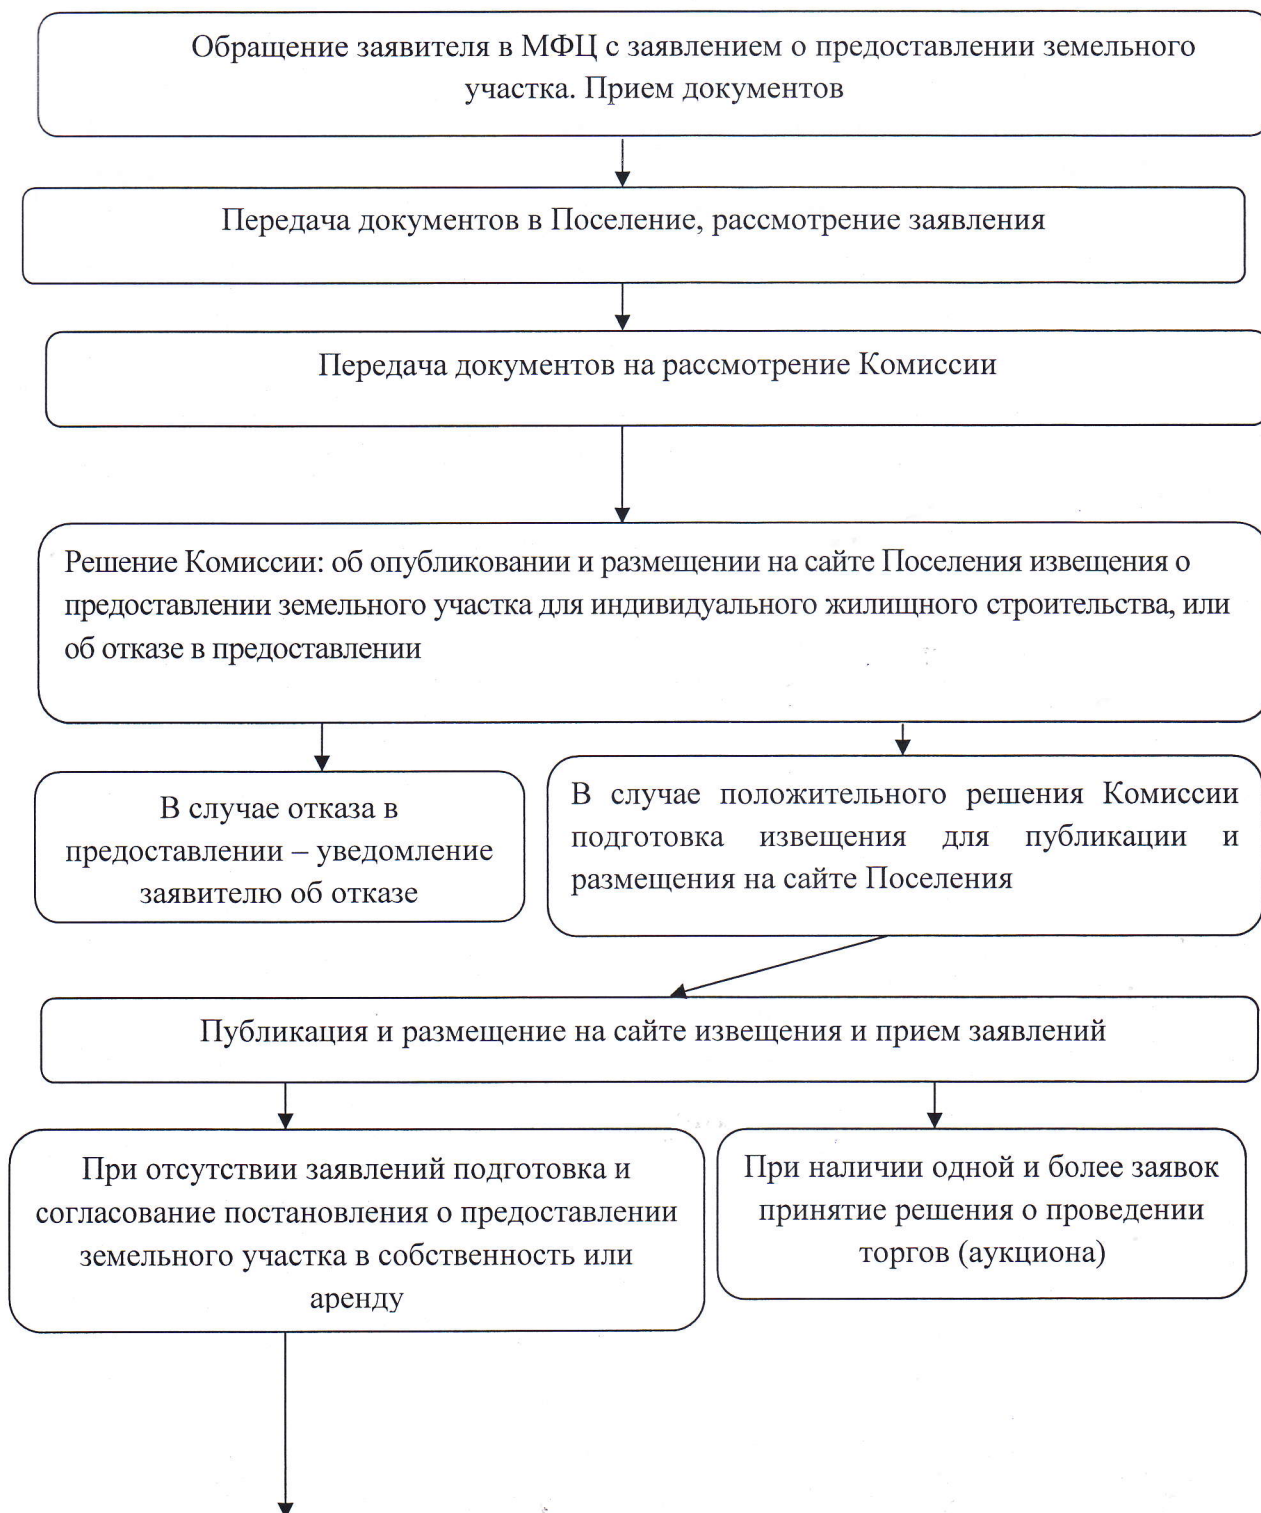 Обращение заявителя в МФЦ с заявлением о предоставлении земельного
участка. Прием документов
Передача документов в Поселение, рассмотрение заявления
Передача документов на рассмотрение Комиссии
Решение Комиссии: об опубликовании и размещении на сайте Поселения извещения о
предоставлении земельного участка для индивидуального жилищного строительства, или
об отказе в предоставлении
В случае отказа в
предоставлении – уведомление
заявителю об отказе
В случае положительного решения Комиссии
подготовка извещения для публикации и
размещения на сайте Поселения
Публикация и размещение на сайте извещения и прием заявлений
При отсутствии заявлений подготовка и
согласование постановления о предоставлении
земельного участка в собственность или
аренду
При наличии одной и более заявок
принятие решения о проведении
торгов (аукциона)